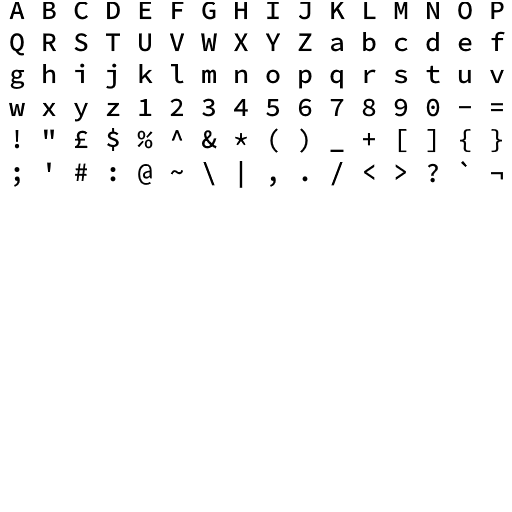 A B C D E F G H I J K L M N O P
Q R S T U V W X Y Z a b c d e f
g h i j k l m n o p q r s t u v
w x y z 1 2 3 4 5 6 7 8 9 0 - =
! " £ $ % ^ & * ( ) _ + [ ] { }
; ' # : @ ~ \ | , . / < > ? ` ¬